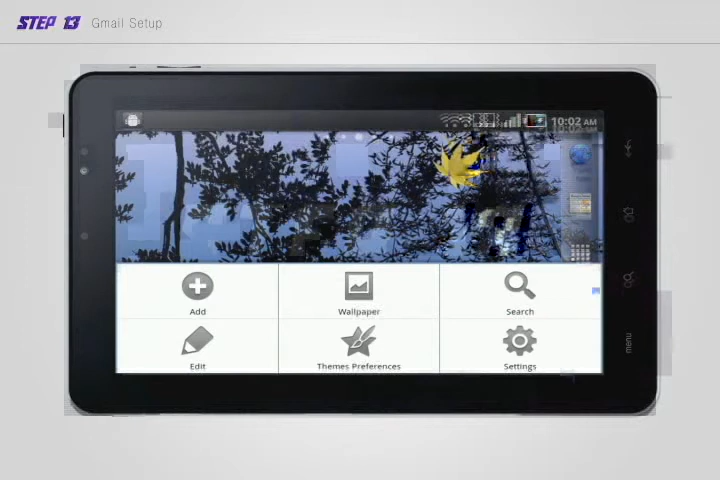 STEP 13 Gmail Setup
10:02 AM
Add Wallpaper Search
Edit Themes Preferences Settings
menu